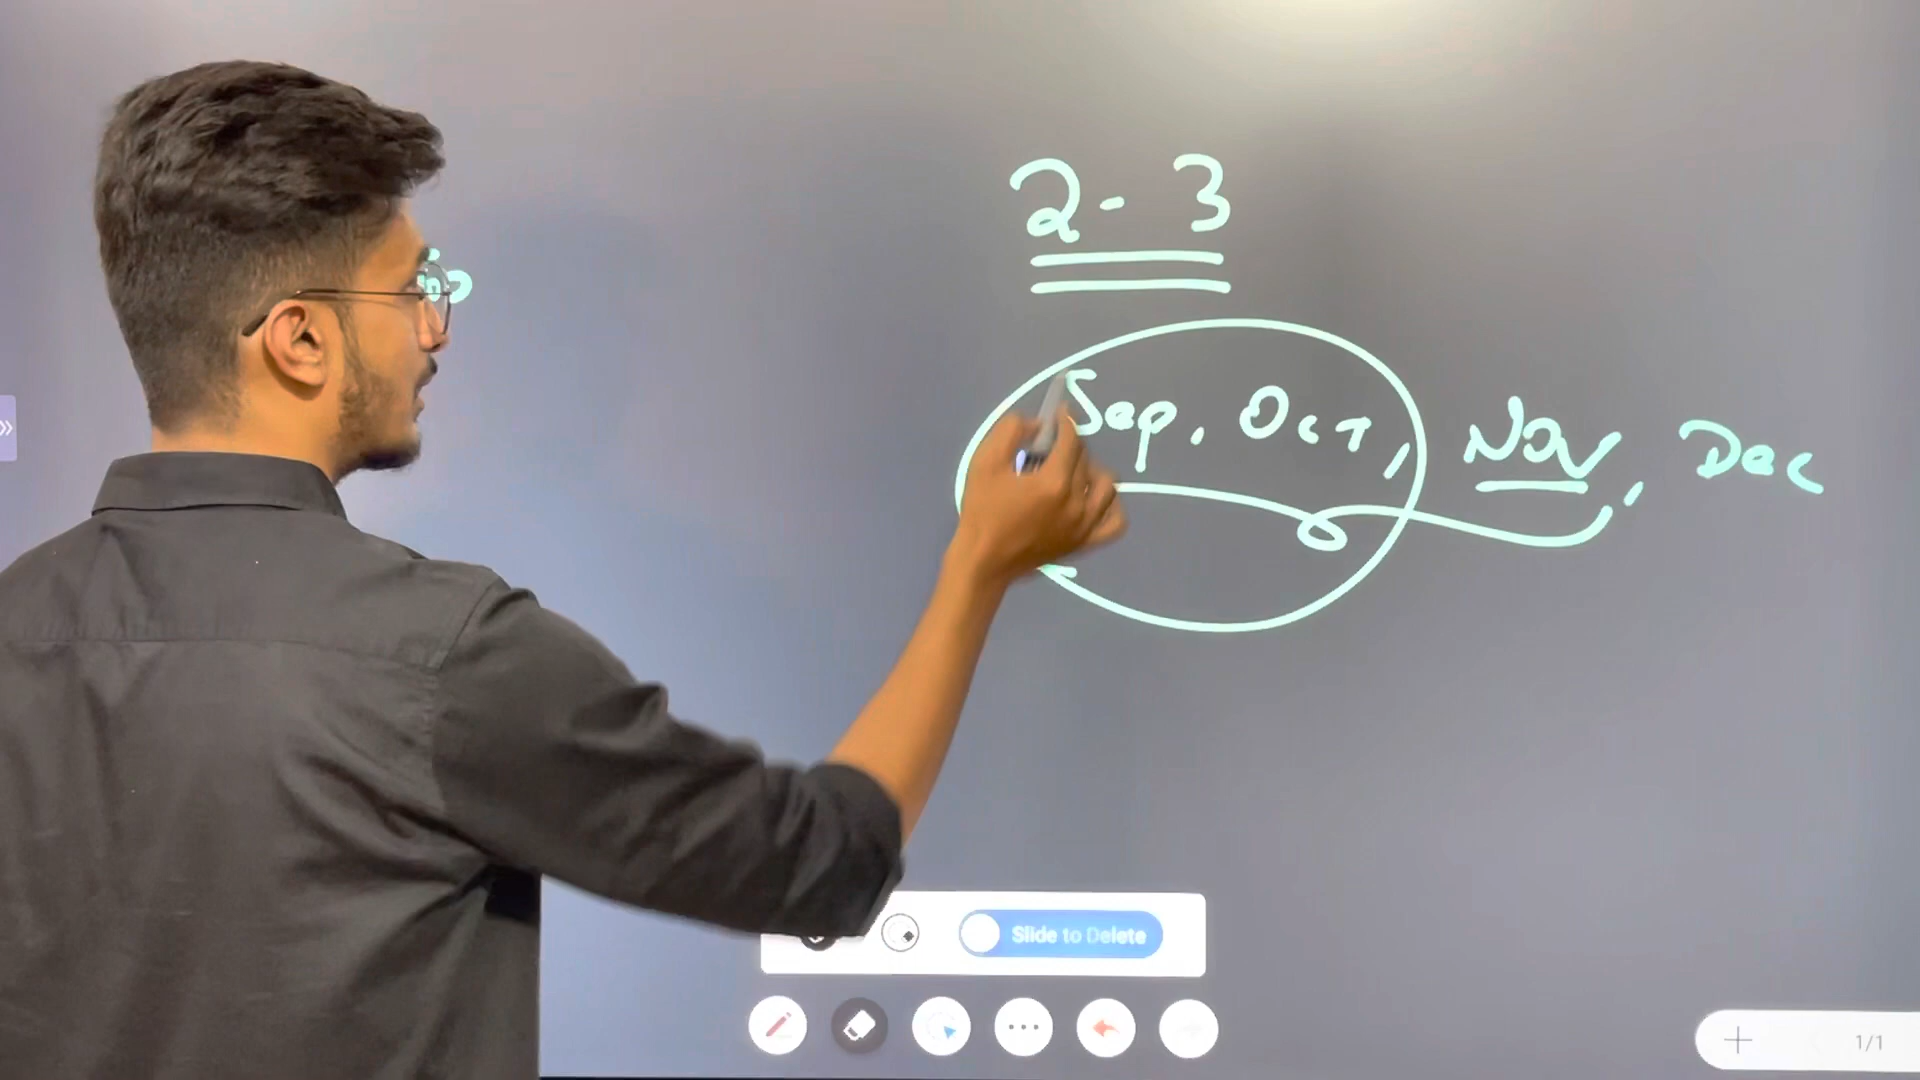 2 - 3
Sep, Oct, Nov, Dec
Slide to Delete
1/1